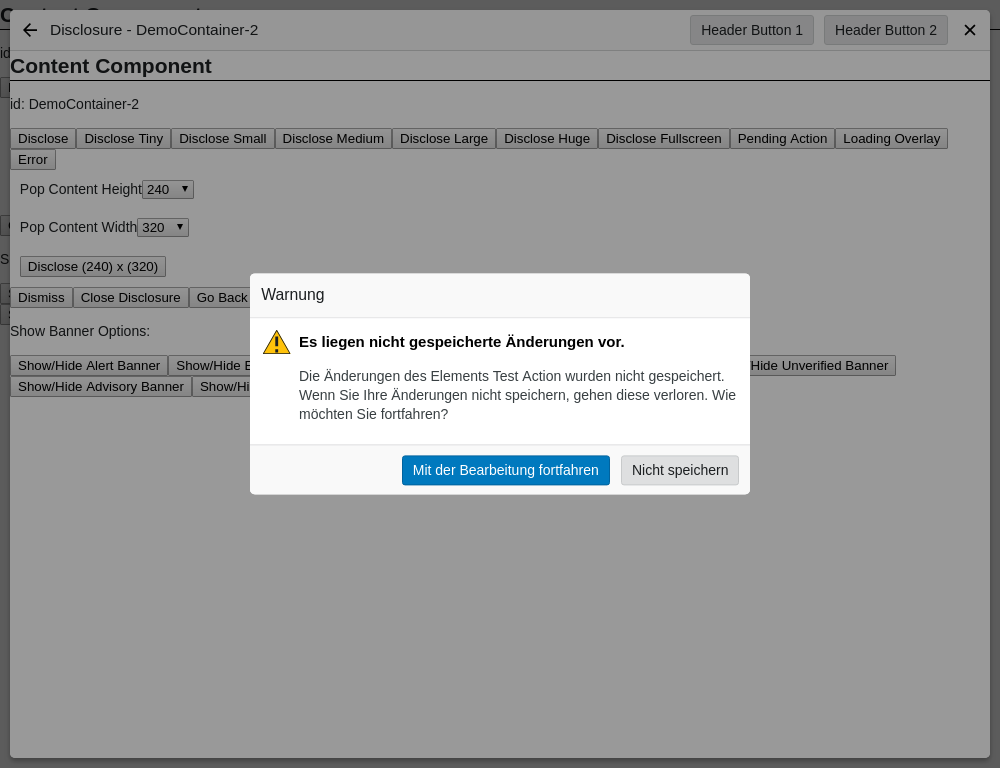 Disclosure - DemoContainer-2
Header Button 1
Header Button 2
Content Component
id: DemoContainer-2
Disclose
Disclose Tiny
Disclose Small
Disclose Medium
Disclose Large
Disclose Huge
Disclose Fullscreen
Pending Action
Loading Overlay
Error
Pop Content Height 240
Pop Content Width 320
Disclose (240) x (320)
Dismiss
Close Disclosure
Go Back
Show Banner Options:
Show/Hide Alert Banner
Show/Hide
Hide Unverified Banner
Show/Hide Advisory Banner
Warnung
Es liegen nicht gespeicherte Änderungen vor.
Die Änderungen des Elements Test Action wurden nicht gespeichert.
Wenn Sie Ihre Änderungen nicht speichern, gehen diese verloren. Wie
möchten Sie fortfahren?
Mit der Bearbeitung fortfahren
Nicht speichern